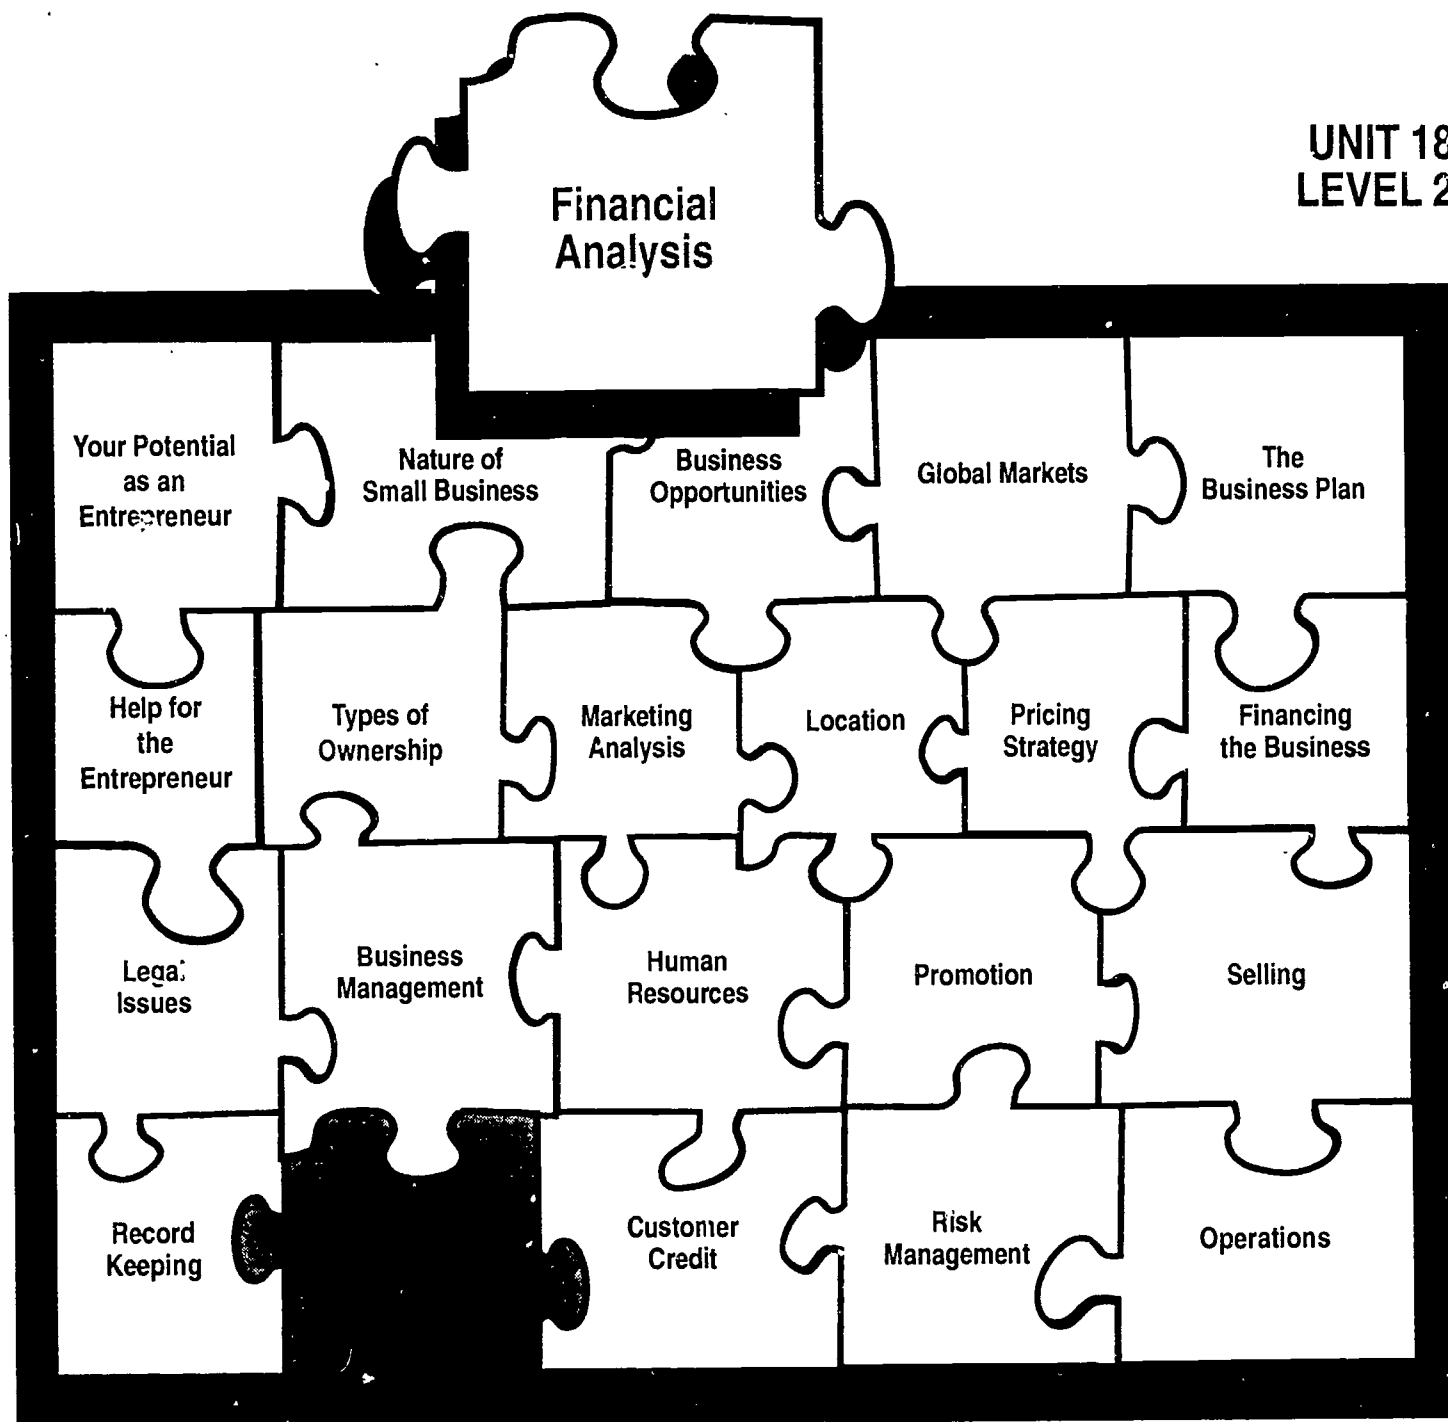 UNIT 18
LEVEL 2
Financial
Analysis
Your Potential
as an
Entrepreneur
Nature of
Small Business
Business
Opportunities
Global Markets
The
Business Plan
Help for
the
Entrepreneur
Types of
Ownership
Marketing
Analysis
Location
Pricing
Strategy
Financing
the Business
Legal
Issues
Business
Management
Human
Resources
Promotion
Selling
Record
Keeping
Customer
Credit
Risk
Management
Operations